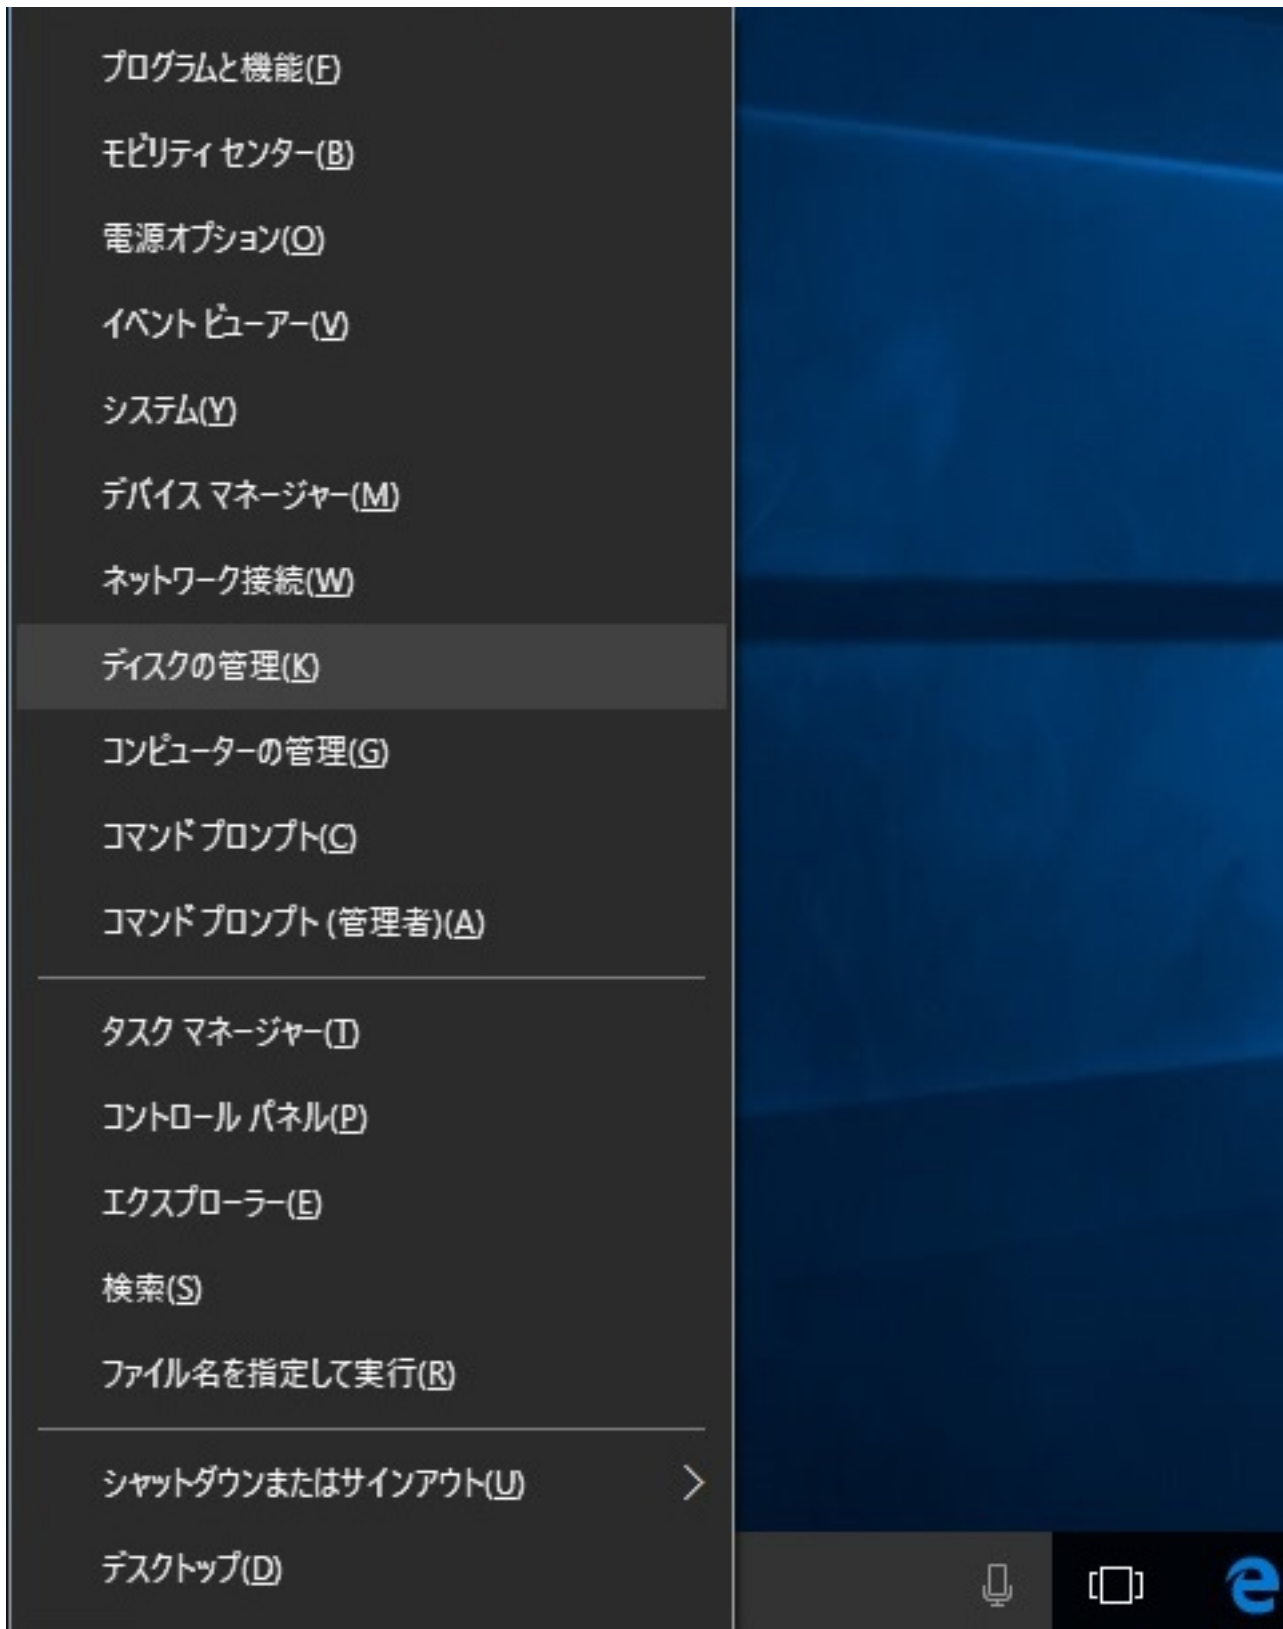 プログラムと機能(F)
モビリティ センター(B)
電源オプション(O)
イベント ビューアー(V)
システム(Y)
デバイス マネージャー(M)
ネットワーク接続(W)
ディスクの管理(K)
コンピューターの管理(G)
コマンド プロンプト(C)
コマンド プロンプト (管理者)(A)
タスク マネージャー(T)
コントロール パネル(P)
エクスプローラー(E)
検索(S)
ファイル名を指定して実行(R)
シャットダウンまたはサインアウト(U)
デスクトップ(D)